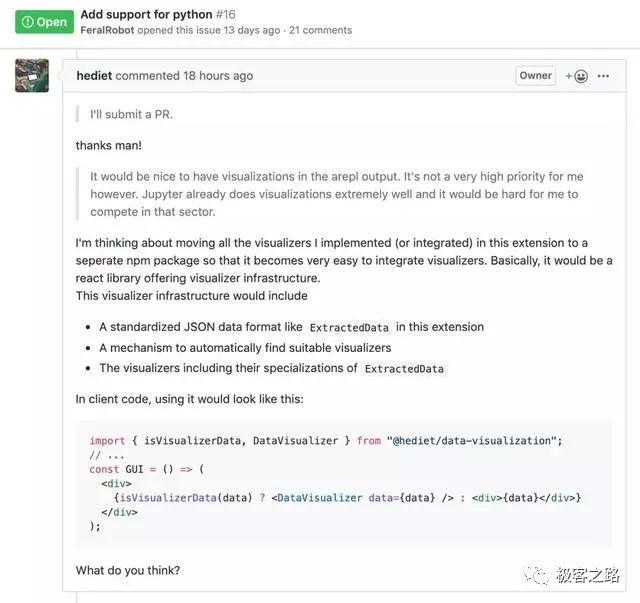 Open
Add support for python #16
FeralRobot opened this issue 13 days ago · 21 comments
hediet commented 18 hours ago
Owner
I'll submit a PR.
thanks man!
It would be nice to have visualizations in the arepl output. It's not a very high priority for me
however. Jupyter already does visualizations extremely well and it would be hard for me to
compete in that sector.
I'm thinking about moving all the visualizers I implemented (or integrated) in this extension to a
seperate npm package so that it becomes very easy to integrate visualizers. Basically, it would be a
react library offering visualizer infrastructure.
This visualizer infrastructure would include
• A standardized JSON data format like ExtractedData in this extension
• A mechanism to automatically find suitable visualizers
• The visualizers including their specializations of ExtractedData
In client code, using it would look like this:
import { isVisualizerData, DataVisualizer } from "@hediet/data-visualization";
// ...
const GUI = () => (
  <div>
    {isVisualizerData(data) ? <DataVisualizer data={data} /> : <div>{data}</div>}
  </div>
);
What do you think?
极客之路